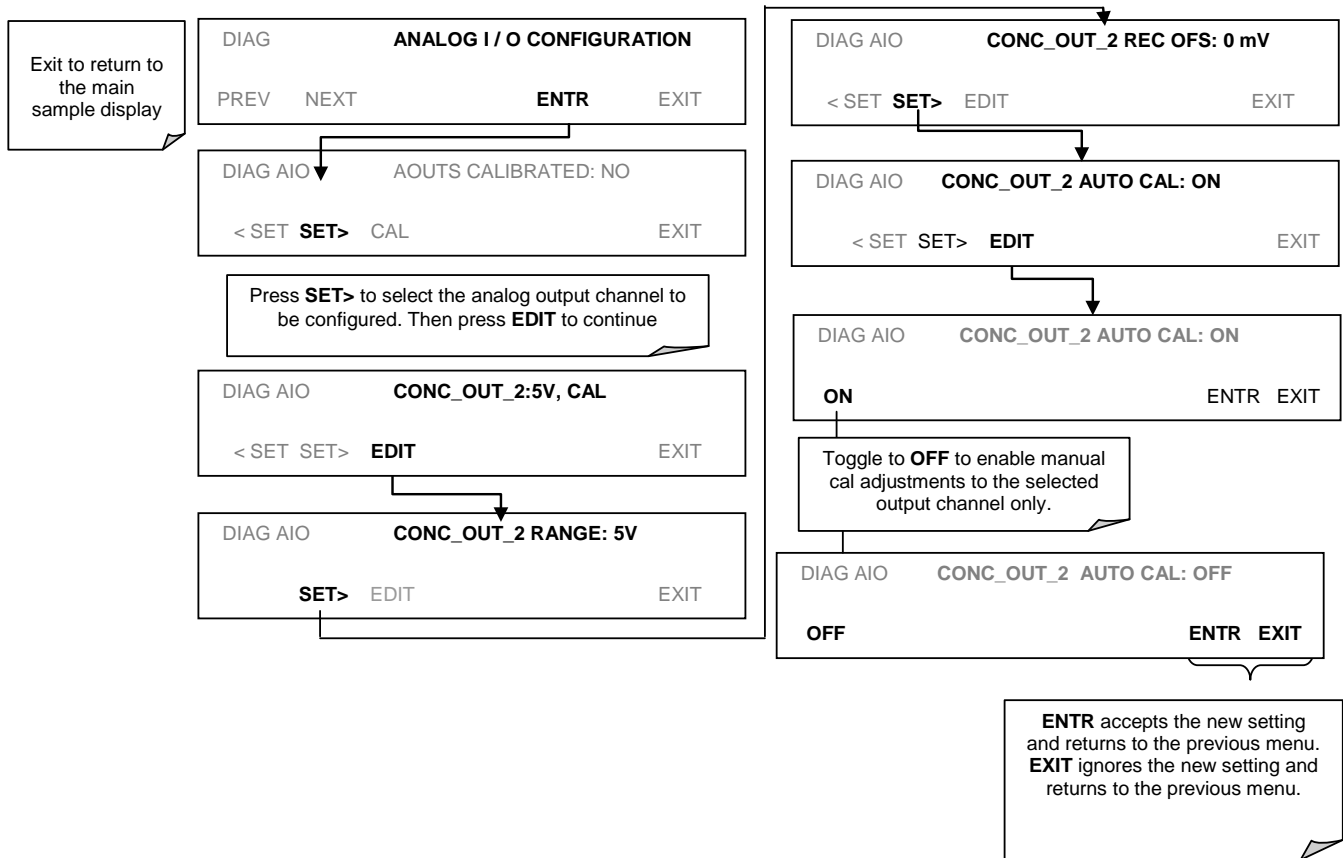 Exit to return to
the main
sample display
DIAG ANALOG I / O CONFIGURATION
PREV NEXT ENTR EXIT
DIAG AIO AOUTS CALIBRATED: NO
< SET SET> CAL EXIT
Press SET> to select the analog output channel to
be configured. Then press EDIT to continue
DIAG AIO CONC_OUT_2:5V, CAL
< SET SET> EDIT EXIT
DIAG AIO CONC_OUT_2 RANGE: 5V
SET> EDIT EXIT
DIAG AIO CONC_OUT_2 REC OFS: 0 mV
< SET SET> EDIT EXIT
DIAG AIO CONC_OUT_2 AUTO CAL: ON
< SET SET> EDIT EXIT
DIAG AIO CONC_OUT_2 AUTO CAL: ON
ON ENTR EXIT
Toggle to OFF to enable manual
cal adjustments to the selected
output channel only.
DIAG AIO CONC_OUT_2 AUTO CAL: OFF
OFF ENTR EXIT
ENTR accepts the new setting
and returns to the previous menu.
EXIT ignores the new setting and
returns to the previous menu.